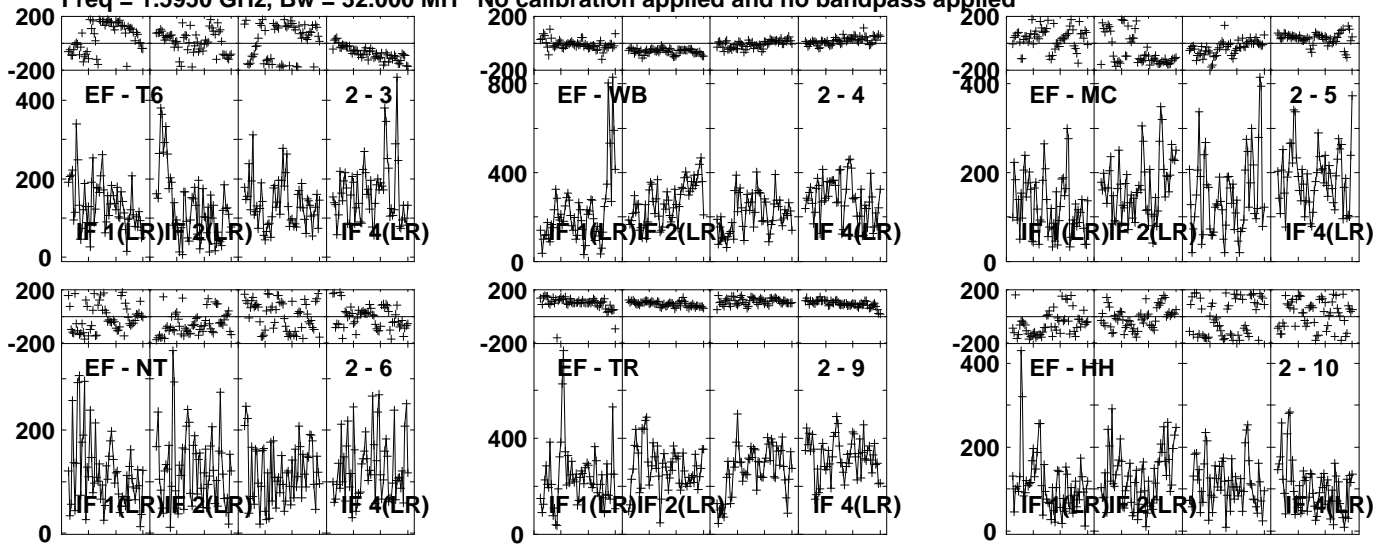 Freq = 1.5950 GHz, Bw = 32.000 MH No calibration applied and no bandpass applied
200
-200
400
200
0
EF - T6
2 - 3
IF 1(LR)
IF 2(LR)
IF 4(LR)
800
400
0
EF - WB
2 - 4
IF 1(LR)
IF 2(LR)
IF 4(LR)
200
-200
400
200
0
EF - MC
2 - 5
IF 1(LR)
IF 2(LR)
IF 4(LR)
200
-200
200
0
EF - NT
2 - 6
IF 1(LR)
IF 2(LR)
IF 4(LR)
200
-200
400
0
EF - TR
2 - 9
IF 1(LR)
IF 2(LR)
IF 4(LR)
200
-200
400
200
0
EF - HH
2 - 10
IF 1(LR)
IF 2(LR)
IF 4(LR)